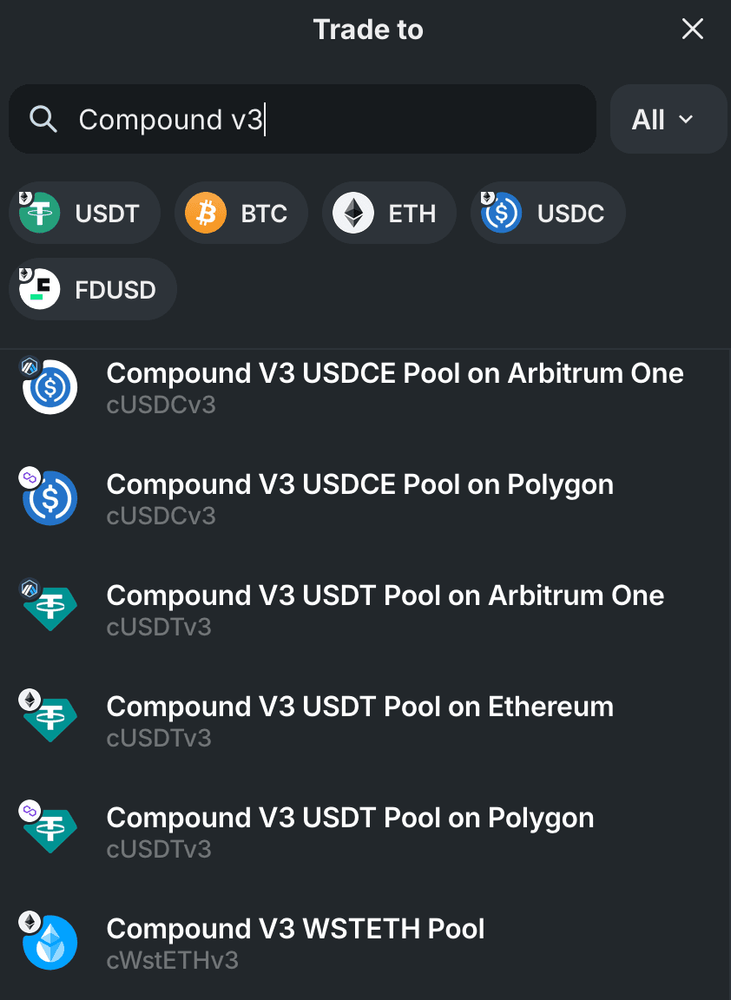 Trade to
Compound v3
All
USDT BTC ETH USDC
FDUSD
Compound V3 USDCE Pool on Arbitrum One
cUSDCv3
Compound V3 USDCE Pool on Polygon
cUSDCv3
Compound V3 USDT Pool on Arbitrum One
cUSDTv3
Compound V3 USDT Pool on Ethereum
cUSDTv3
Compound V3 USDT Pool on Polygon
cUSDTv3
Compound V3 WSTETH Pool
cWstETHv3